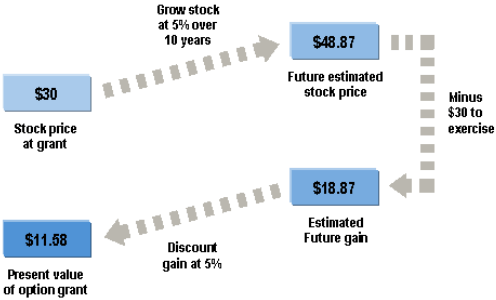 Grow stock
at 5% over
10 years
$30
Stock price
at grant
$48.87
Future estimated
stock price
Minus
$30 to
exercise
$18.87
Estimated
Future gain
Discount
gain at 5%
$11.58
Present value
of option grant